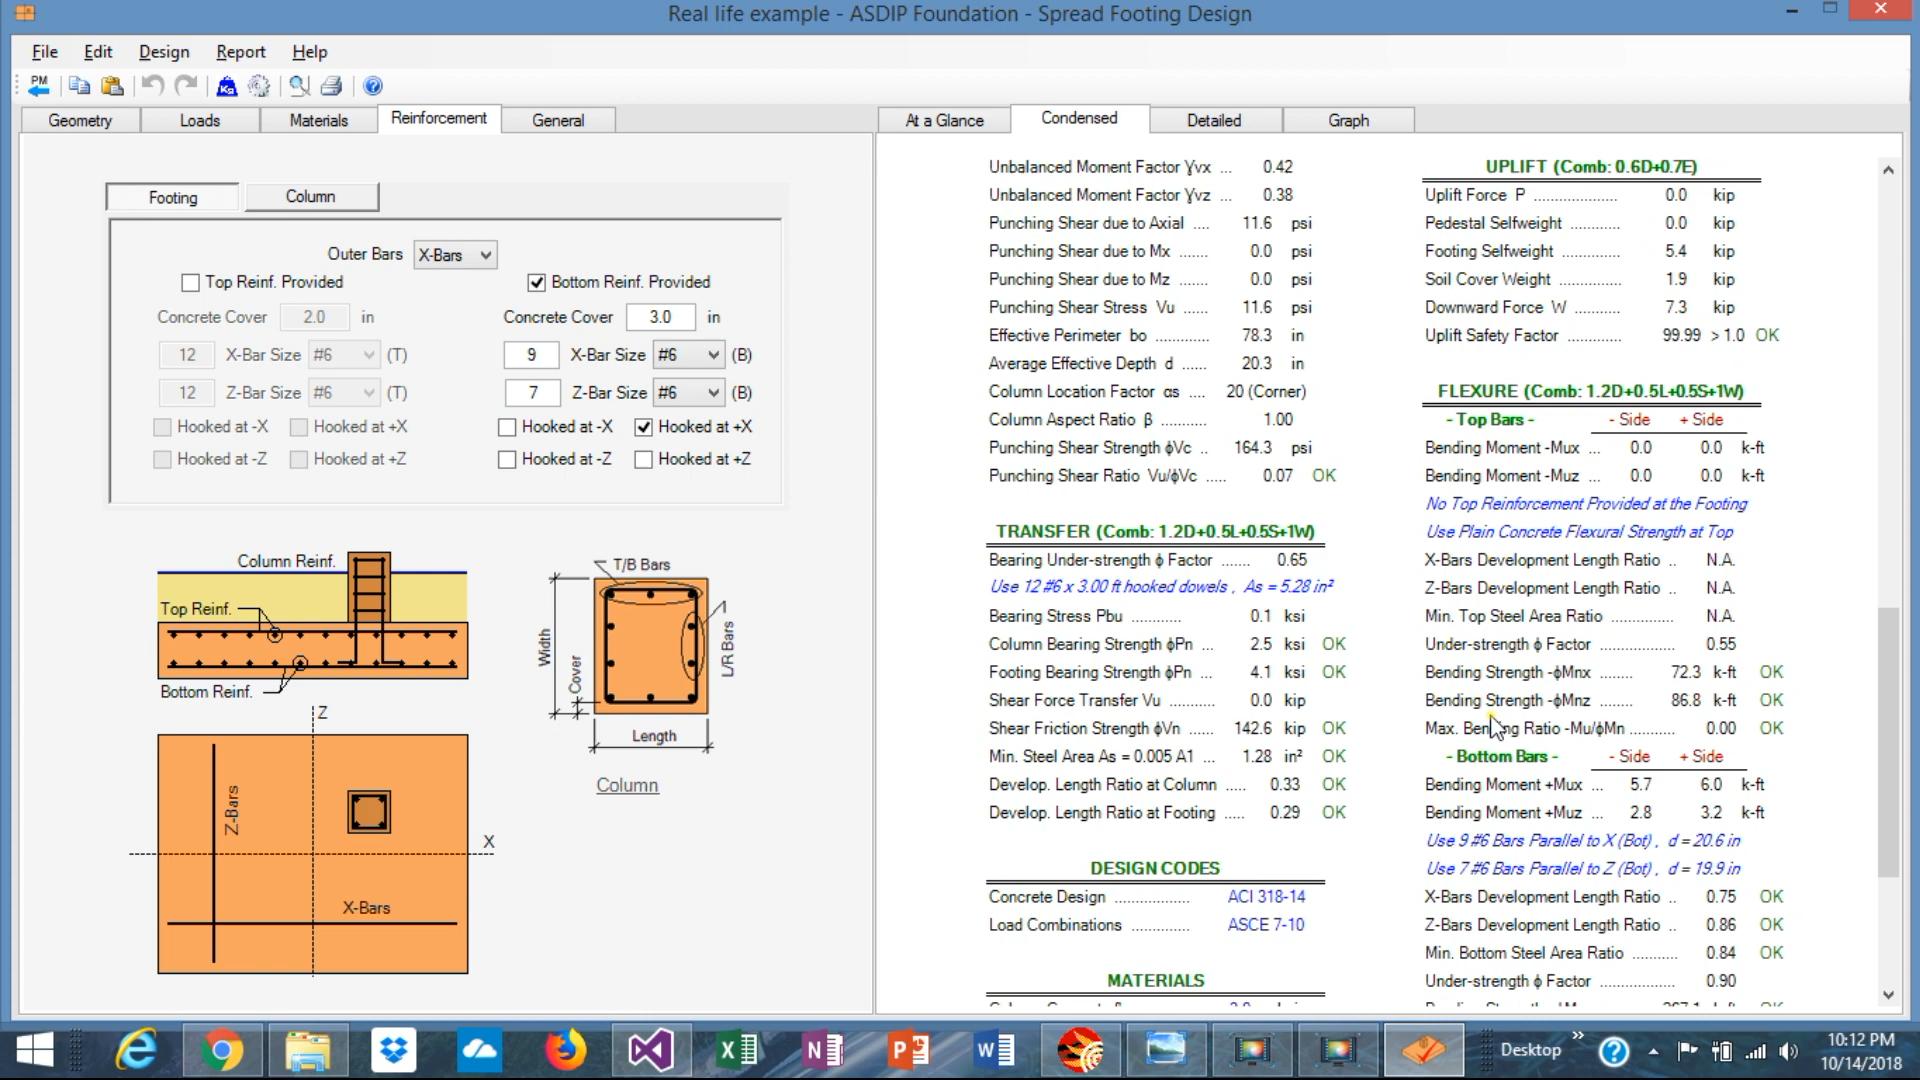 Real life example - ASDIP Foundation - Spread Footing Design
File Edit Design Report Help
PM
Kg
Geometry Loads Materials Reinforcement General
At a Glance Condensed Detailed Graph
Footing Column
Outer Bars X-Bars
Top Reinf. Provided Bottom Reinf. Provided
Concrete Cover 2.0 in Concrete Cover 3.0 in
12 X-Bar Size #6 (T) 9 X-Bar Size #6 (B)
12 Z-Bar Size #6 (T) 7 Z-Bar Size #6 (B)
Hooked at -X Hooked at +X Hooked at -X Hooked at +X
Hooked at -Z Hooked at +Z Hooked at -Z Hooked at +Z
Column Reinf.
Top Reinf.
Bottom Reinf.
Z
X
Z-Bars
X-Bars
T/B Bars
L/R Bars
Width
Cover
Length
Column
Unbalanced Moment Factor ɣvx ... 0.42
Unbalanced Moment Factor ɣvz ... 0.38
Punching Shear due to Axial .... 11.6 psi
Punching Shear due to Mx ....... 0.0 psi
Punching Shear due to Mz ....... 0.0 psi
Punching Shear Stress Vu ...... 11.6 psi
Effective Perimeter bo ............. 78.3 in
Average Effective Depth d ...... 20.3 in
Column Location Factor αs .... 20 (Corner)
Column Aspect Ratio β ........... 1.00
Punching Shear Strength ϕVc .. 164.3 psi
Punching Shear Ratio Vu/ϕVc ..... 0.07 OK
TRANSFER (Comb: 1.2D+0.5L+0.5S+1W)
Bearing Under-strength ϕ Factor ....... 0.65
Use 12 #6 x 3.00 ft hooked dowels , As = 5.28 in²
Bearing Stress Pbu ............ 0.1 ksi
Column Bearing Strength ϕPn ... 2.5 ksi OK
Footing Bearing Strength ϕPn ... 4.1 ksi OK
Shear Force Transfer Vu ...... 0.0 kip
Shear Friction Strength ϕVn ...... 142.6 kip OK
Min. Steel Area As = 0.005 A1 ... 1.28 in² OK
Develop. Length Ratio at Column ..... 0.33 OK
Develop. Length Ratio at Footing ..... 0.29 OK
DESIGN CODES
Concrete Design .................. ACI 318-14
Load Combinations .............. ASCE 7-10
MATERIALS
UPLIFT (Comb: 0.6D+0.7E)
Uplift Force P .................... 0.0 kip
Pedestal Selfweight ............ 0.0 kip
Footing Selfweight .............. 5.4 kip
Soil Cover Weight ............... 1.9 kip
Downward Force W ........... 7.3 kip
Uplift Safety Factor ............. 99.99 > 1.0 OK
FLEXURE (Comb: 1.2D+0.5L+0.5S+1W)
- Top Bars - - Side + Side
Bending Moment -Mux ... 0.0 0.0 k-ft
Bending Moment -Muz ... 0.0 0.0 k-ft
No Top Reinforcement Provided at the Footing
Use Plain Concrete Flexural Strength at Top
X-Bars Development Length Ratio .. N.A.
Z-Bars Development Length Ratio .. N.A.
Min. Top Steel Area Ratio .............. N.A.
Under-strength ϕ Factor ................. 0.55
Bending Strength -ϕMnx ........ 72.3 k-ft OK
Bending Strength -ϕMnz ........ 86.8 k-ft OK
Max. Bending Ratio -Mu/ϕMn .......... 0.00 OK
- Bottom Bars - - Side + Side
Bending Moment +Mux ... 5.7 6.0 k-ft
Bending Moment +Muz ... 2.8 3.2 k-ft
Use 9 #6 Bars Parallel to X (Bot) , d = 20.6 in
Use 7 #6 Bars Parallel to Z (Bot) , d = 19.9 in
X-Bars Development Length Ratio .. 0.75 OK
Z-Bars Development Length Ratio .. 0.86 OK
Min. Bottom Steel Area Ratio .......... 0.84 OK
Under-strength ϕ Factor ................. 0.90
Desktop
10:12 PM
10/14/2018